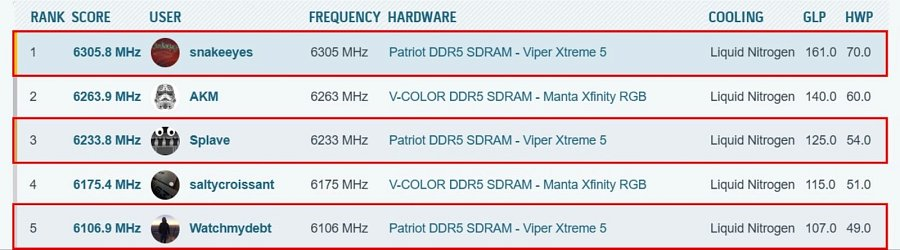 RANK SCORE USER FREQUENCY HARDWARE COOLING GLP HWP
1 6305.8 MHz snakeeyes 6305 MHz Patriot DDR5 SDRAM - Viper Xtreme 5 Liquid Nitrogen 161.0 70.0
2 6263.9 MHz AKM 6263 MHz V-COLOR DDR5 SDRAM - Manta Xfinity RGB Liquid Nitrogen 140.0 60.0
3 6233.8 MHz Splave 6233 MHz Patriot DDR5 SDRAM - Viper Xtreme 5 Liquid Nitrogen 125.0 54.0
4 6175.4 MHz saltycroissant 6175 MHz V-COLOR DDR5 SDRAM - Manta Xfinity RGB Liquid Nitrogen 115.0 51.0
5 6106.9 MHz Watchmydebt 6106 MHz Patriot DDR5 SDRAM - Viper Xtreme 5 Liquid Nitrogen 107.0 49.0